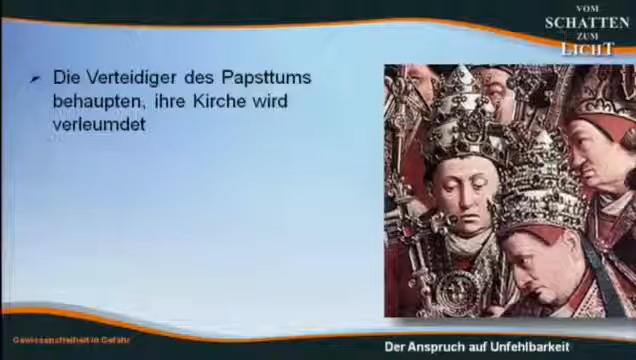 VOM
SCHATTEN
ZUM
LICHT
Die Verteidiger des Papsttums
behaupten, ihre Kirche wird
verleumdet
Gewissensfreiheit in Gefahr
Der Anspruch auf Unfehlbarkeit